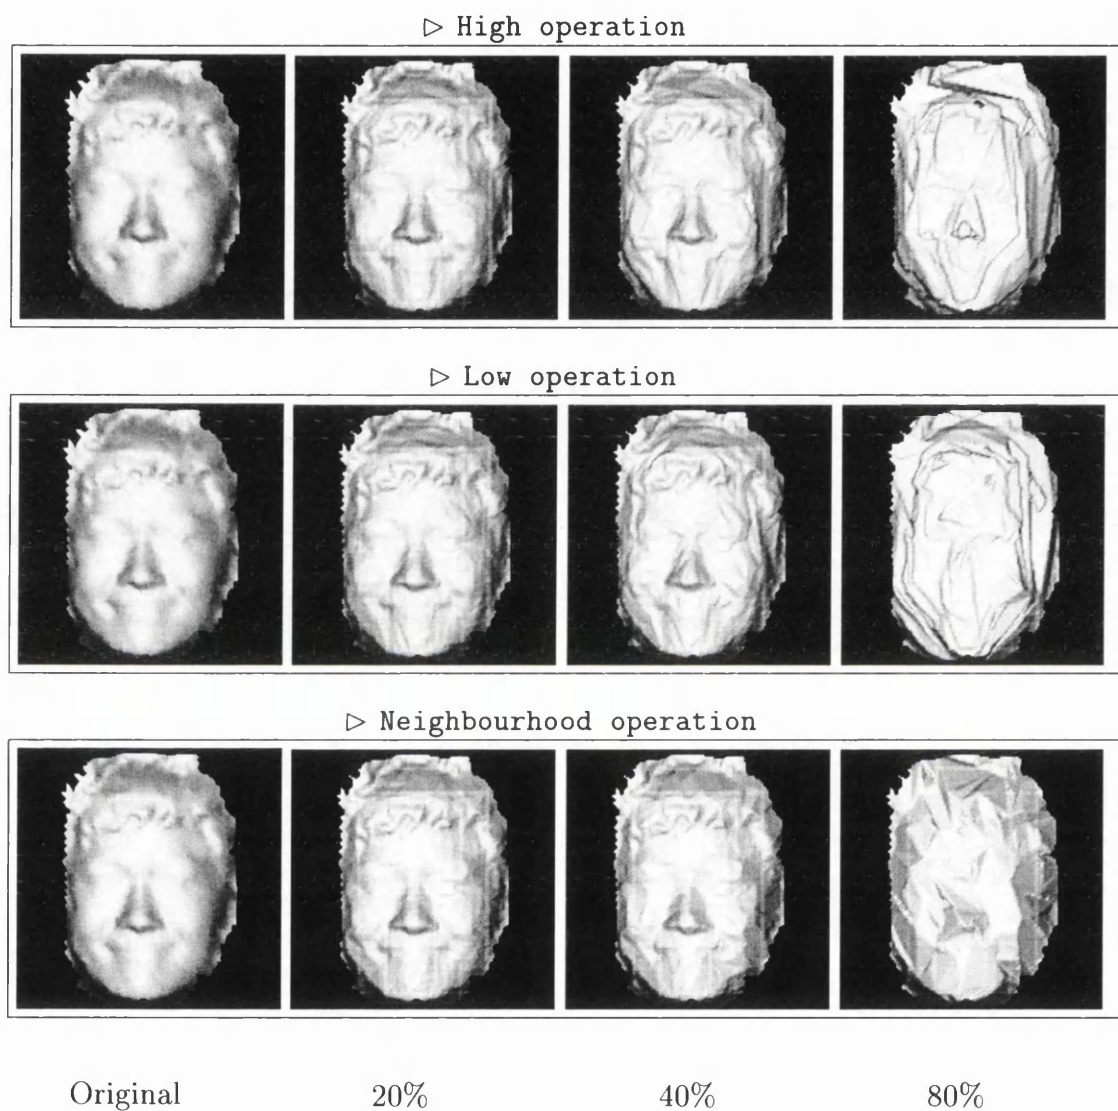 ▷ High operation
▷ Low operation
▷ Neighbourhood operation
Original 20% 40% 80%